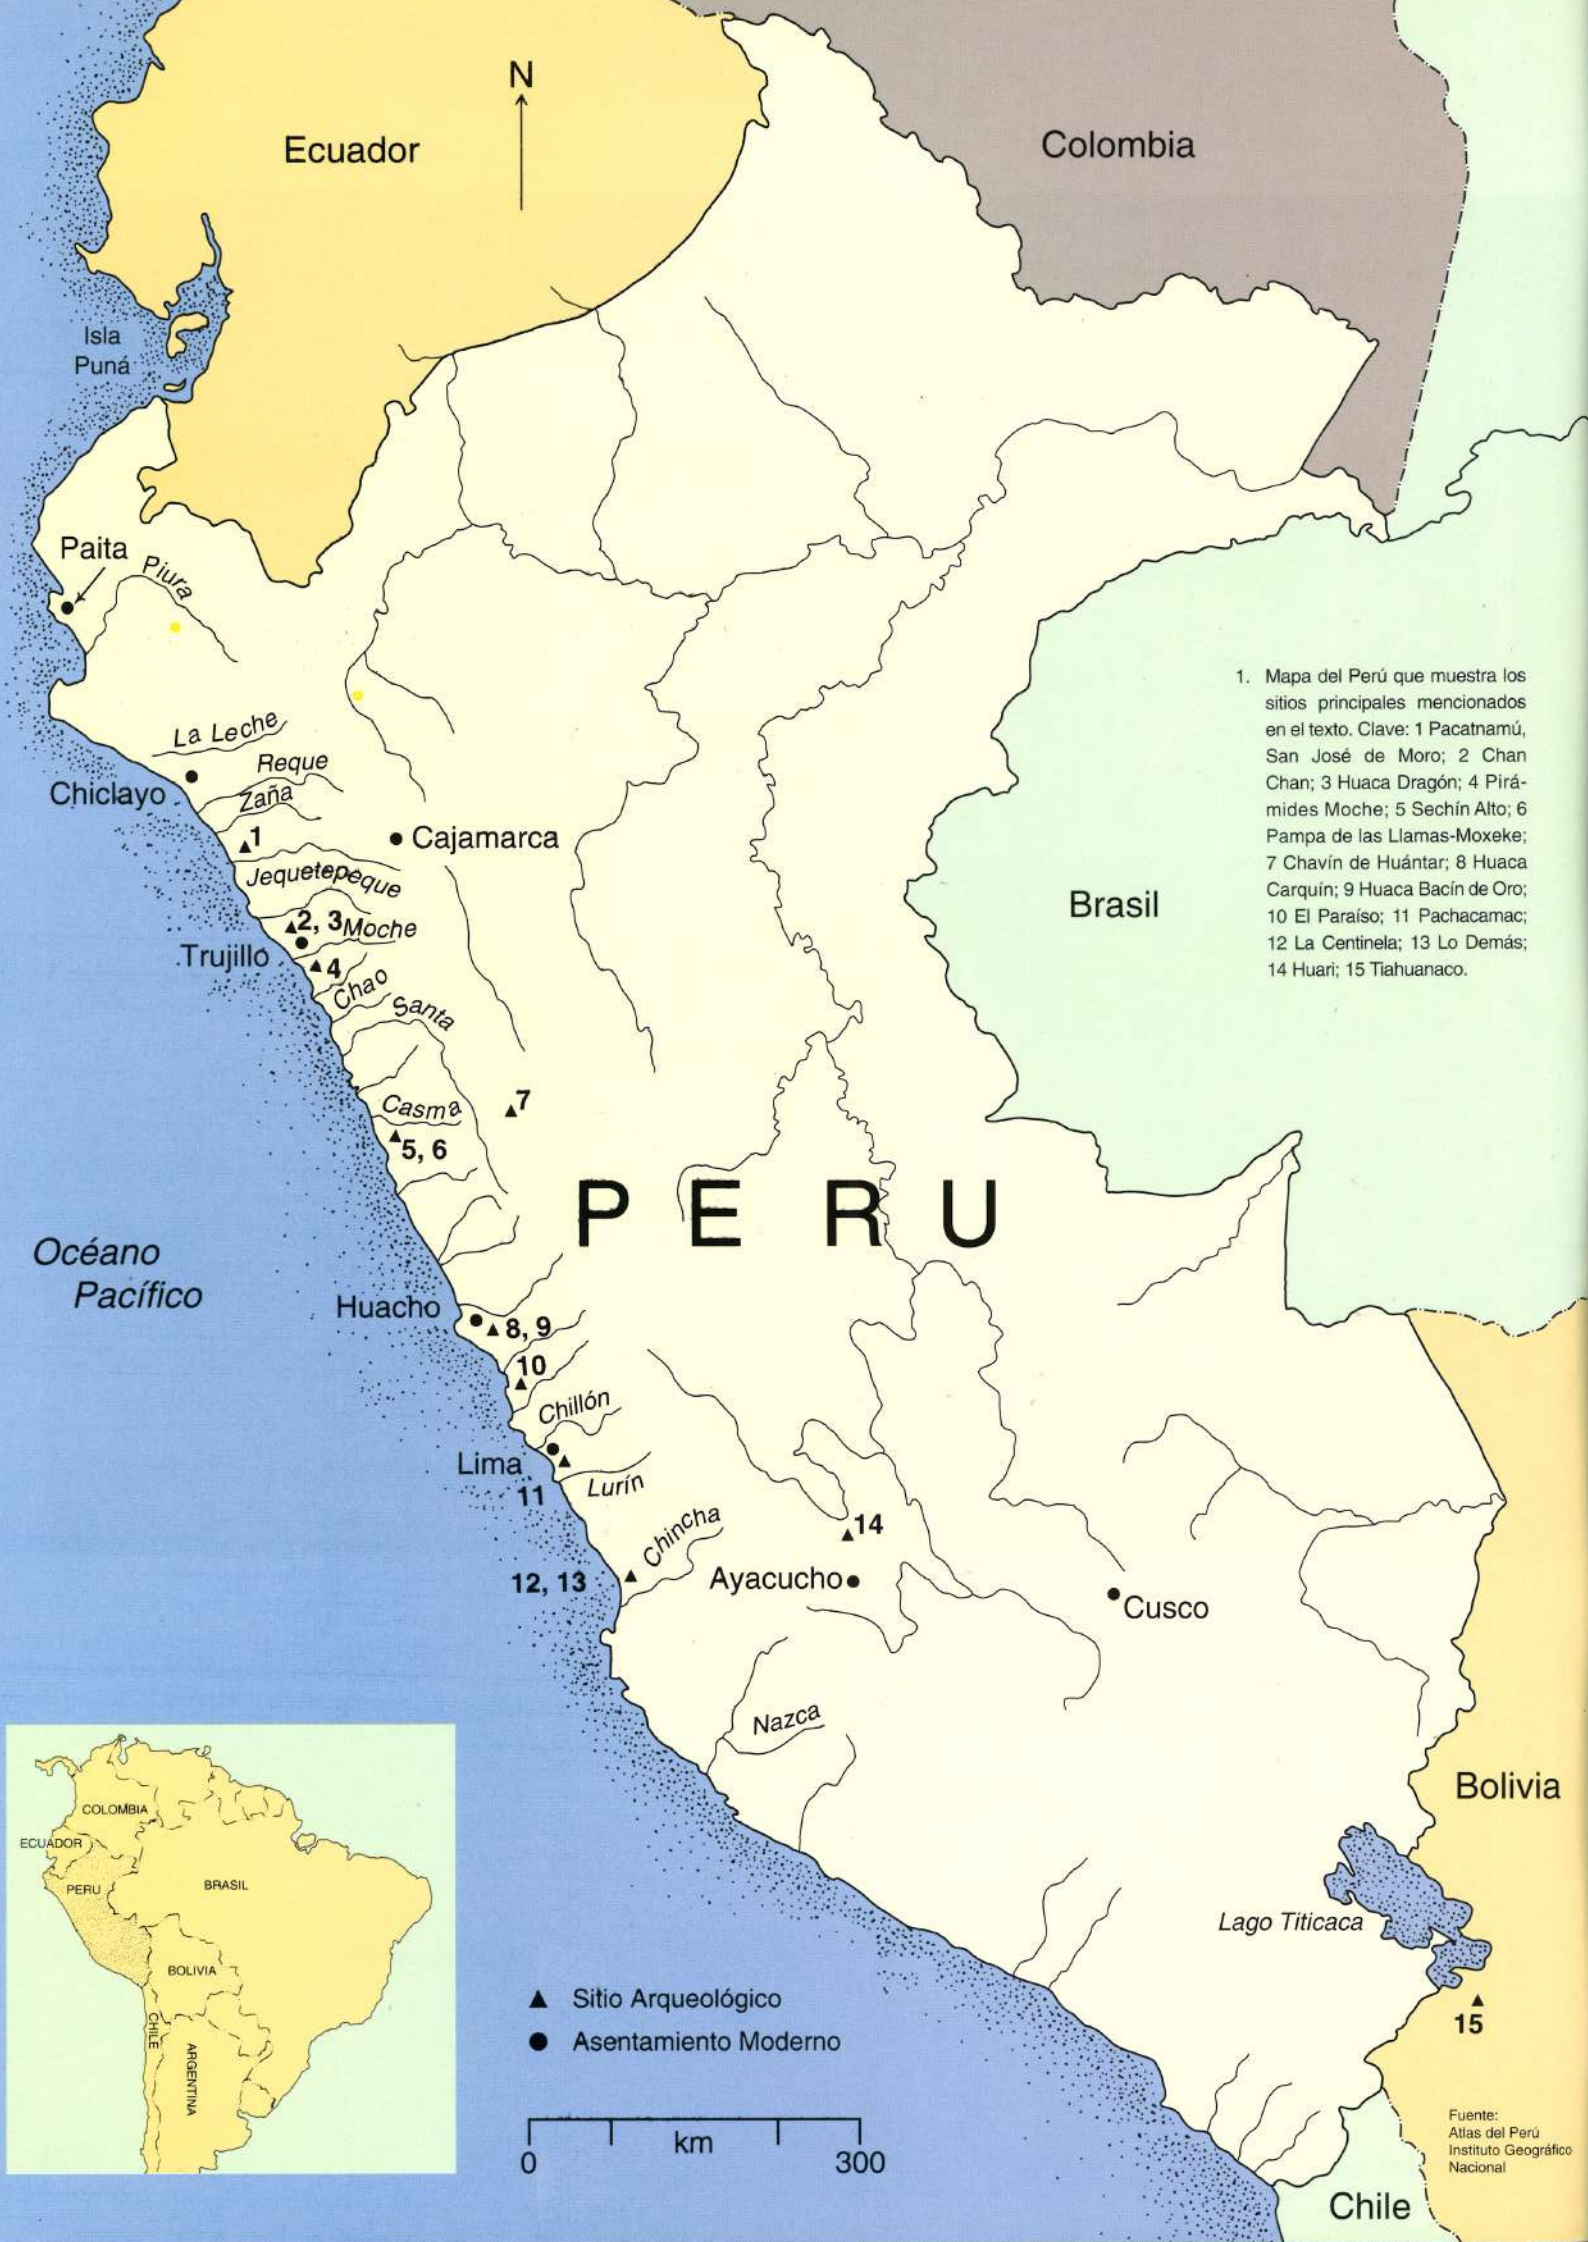 N
Ecuador
Colombia
Isla
Puná
Paita
Piura
La Leche
Reque
Chiclayo
Zaña
1
Cajamarca
Jequetepeque
2, 3
Moche
Trujillo
4
Chao
Santa
Casma
7
5, 6
1. Mapa del Perú que muestra los
sitios principales mencionados
en el texto. Clave: 1 Pacatnamú,
San José de Moro; 2 Chan
Chan; 3 Huaca Dragón; 4 Pirá-
mides Moche; 5 Sechín Alto; 6
Pampa de las Llamas-Moxeke;
7 Chavín de Huántar; 8 Huaca
Carquín; 9 Huaca Bacín de Oro;
10 El Paraíso; 11 Pachacamac;
12 La Centinela; 13 Lo Demás;
14 Huari; 15 Tiahuanaco.
Brasil
PERU
Océano
Pacífico
Huacho
8, 9
10
Chillón
Lima
11
Lurín
Chincha
14
12, 13
Ayacucho
Cusco
Nazca
Bolivia
Lago Titicaca
15
COLOMBIA
ECUADOR
PERU
BRASIL
BOLIVIA
CHILE
ARGENTINA
Sitio Arqueológico
Asentamiento Moderno
km
0 300
Fuente:
Atlas del Perú
Instituto Geográfico
Nacional
Chile